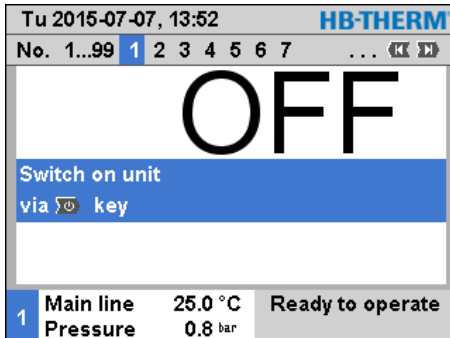 Tu 2015-07-07, 13:52 HB-THERM
No. 1...99 1 2 3 4 5 6 7 ...
OFF
Switch on unit
via key
1 Main line 25.0 °C Ready to operate
Pressure 0.8 bar